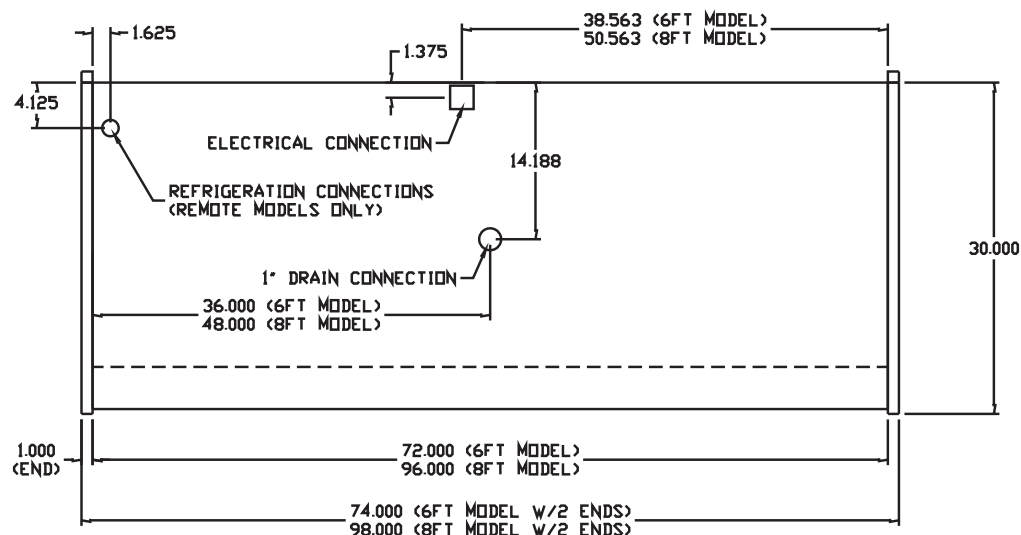 38.563 (6FT MODEL)
50.563 (8FT MODEL)
1.625
1.375
4.125
ELECTRICAL CONNECTION
14.188
REFRIGERATION CONNECTIONS
(REMOTE MODELS ONLY)
30.000
1" DRAIN CONNECTION
36.000 (6FT MODEL)
48.000 (8FT MODEL)
1.000
(END)
72.000 (6FT MODEL)
96.000 (8FT MODEL)
74.000 (6FT MODEL W/2 ENDS)
98.000 (8FT MODEL W/2 ENDS)